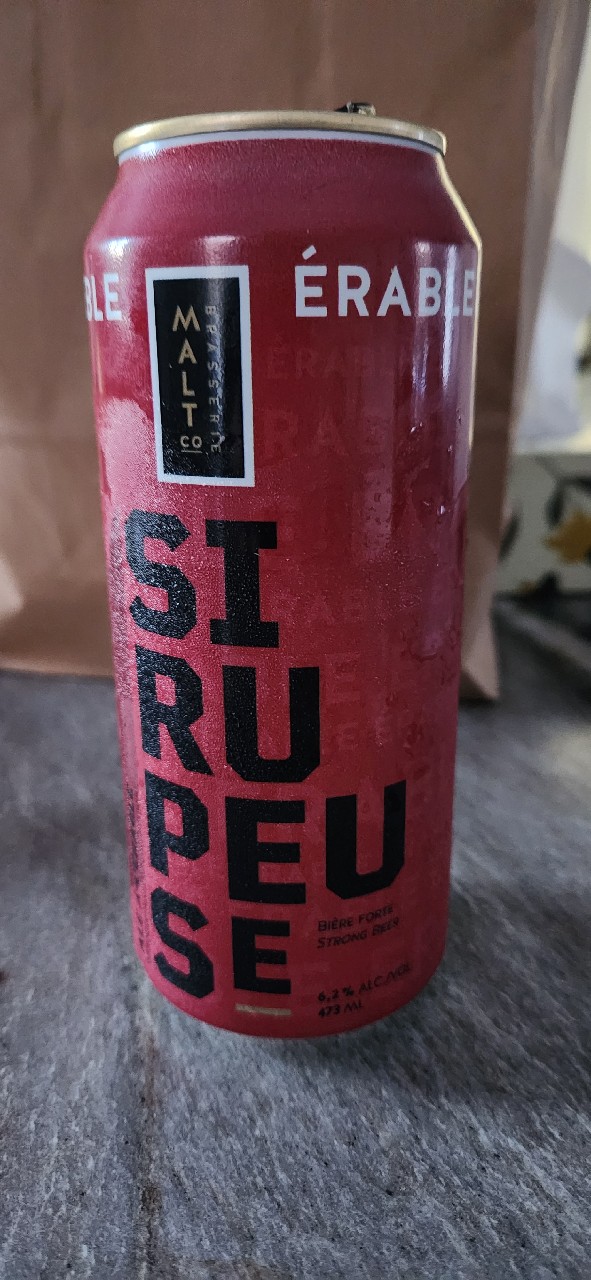 BLE
ÉRABLE
MALT
CO
BRASSERIE
SI
RU
PEU
SE
BIÈRE FORTE
STRONG BEER
6,2 % ALC./VOL.
473 ML